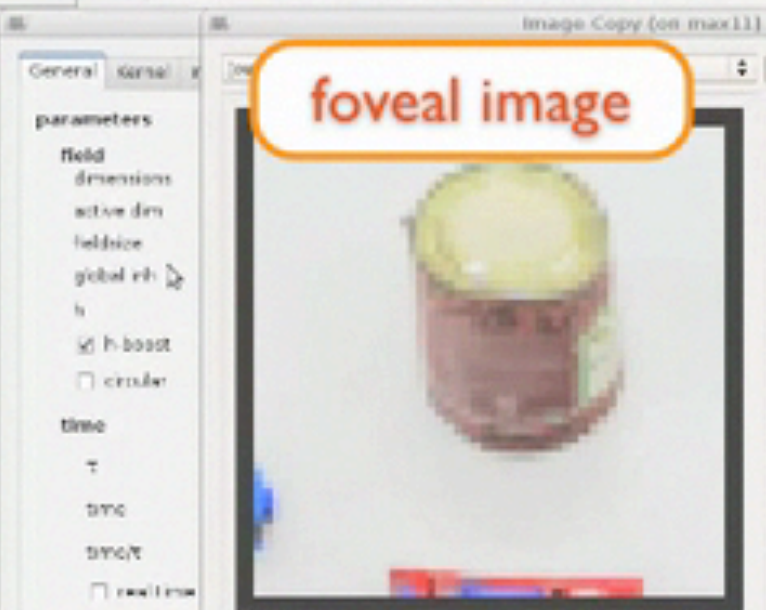 Image Copy (on max11)
General Kernel
foveal image
parameters
field
dimensions
active dim
fieldsize
global inh
h
h-boost
circular
time
τ
time
time/τ
real time